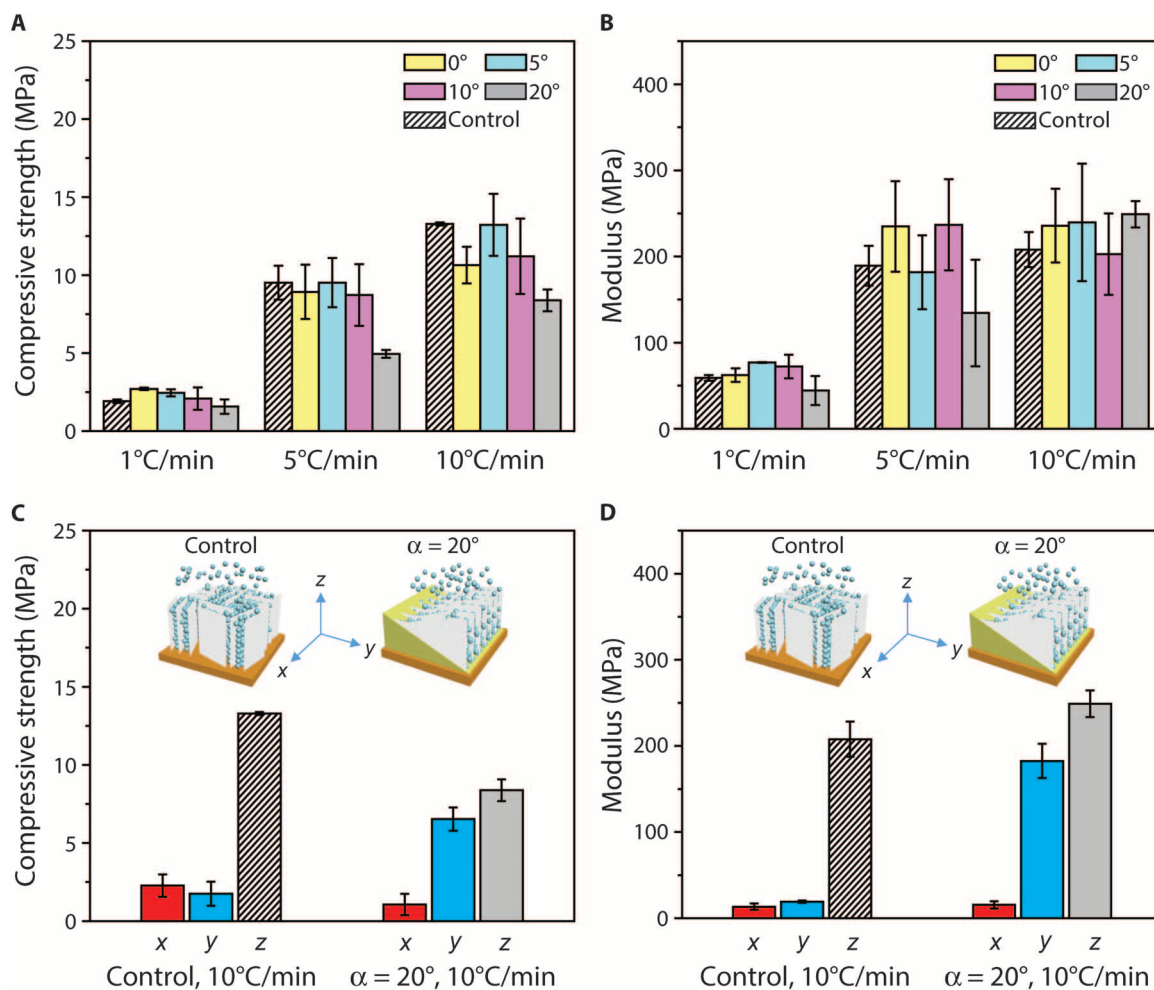 A
Compressive strength (MPa)
25
20
15
10
5
0
0° 5°
10° 20°
Control
1°C/min 5°C/min 10°C/min
B
Modulus (MPa)
400
300
200
100
0
0° 5°
10° 20°
Control
1°C/min 5°C/min 10°C/min
C
Compressive strength (MPa)
25
20
15
10
5
0
Control α = 20°
z
y
x
x y z x y z
Control, 10°C/min α = 20°, 10°C/min
D
Modulus (MPa)
400
300
200
100
0
Control α = 20°
z
y
x
x y z x y z
Control, 10°C/min α = 20°, 10°C/min